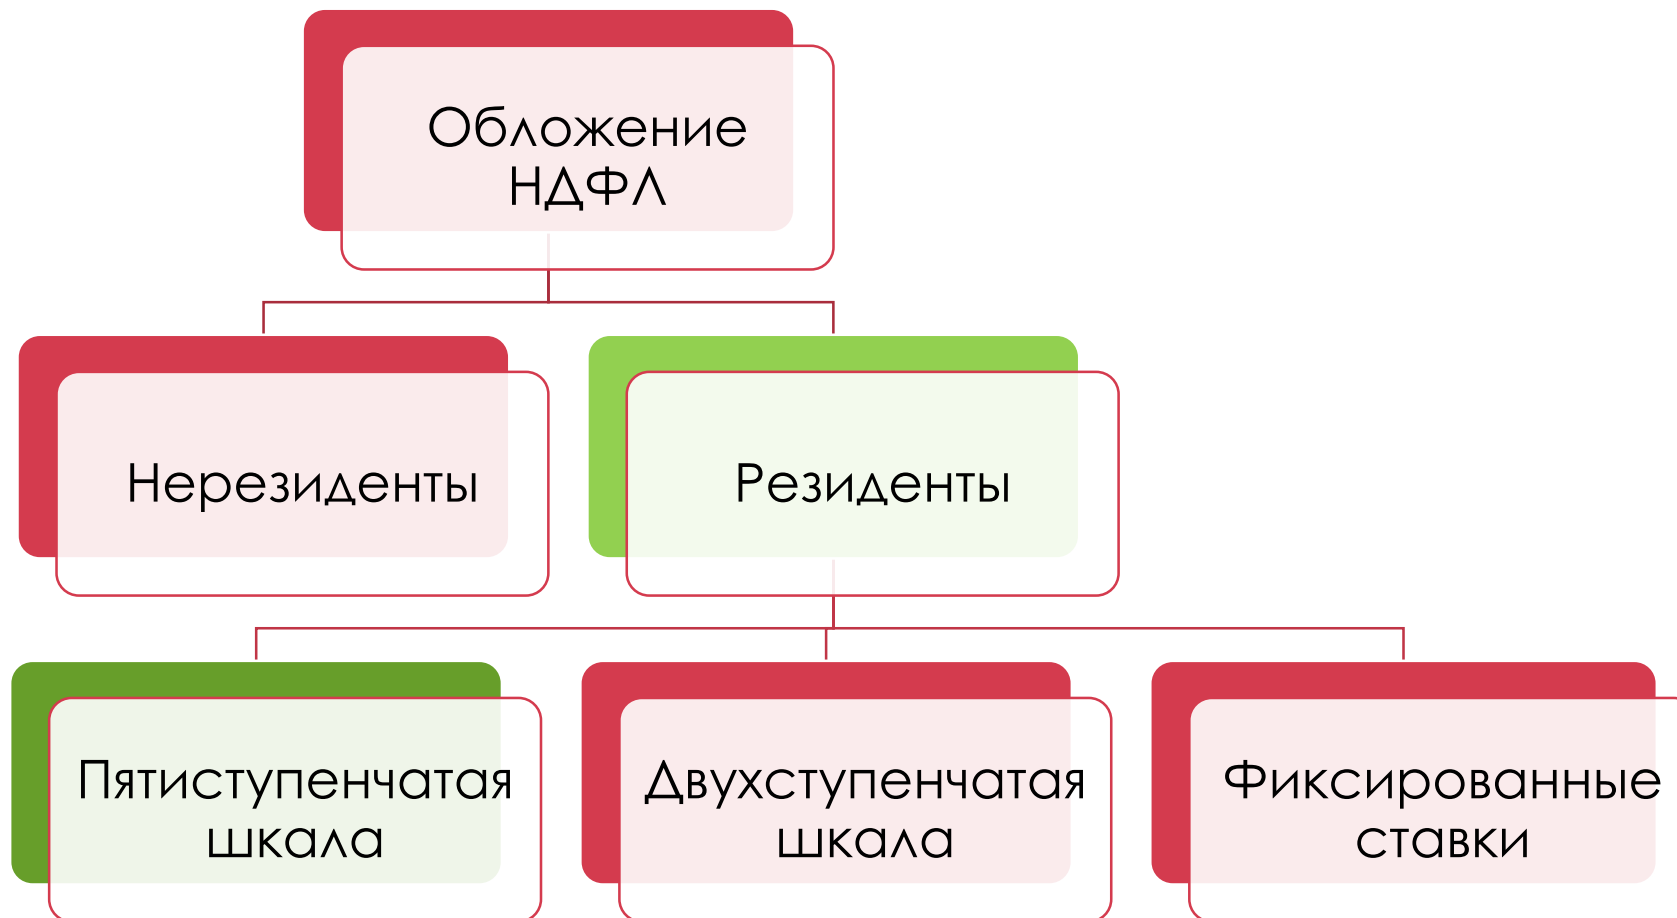 Обложение
НДФЛ
Нерезиденты
Резиденты
Пятиступенчатая
шкала
Двухступенчатая
шкала
Фиксированные
ставки